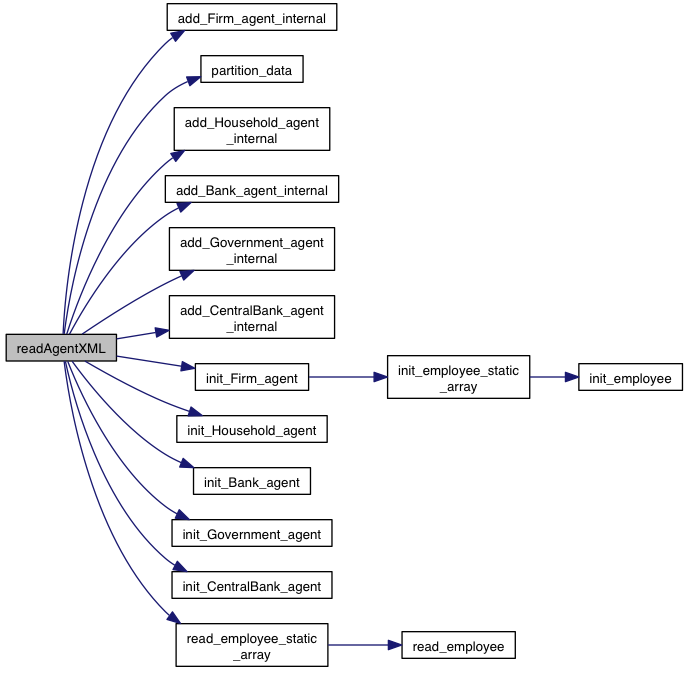 add_Firm_agent_internal
partition_data
add_Household_agent
_internal
add_Bank_agent_internal
add_Government_agent
_internal
add_CentralBank_agent
_internal
readAgentXML
init_Firm_agent
init_employee_static
_array
init_employee
init_Household_agent
init_Bank_agent
init_Government_agent
init_CentralBank_agent
read_employee_static
_array
read_employee